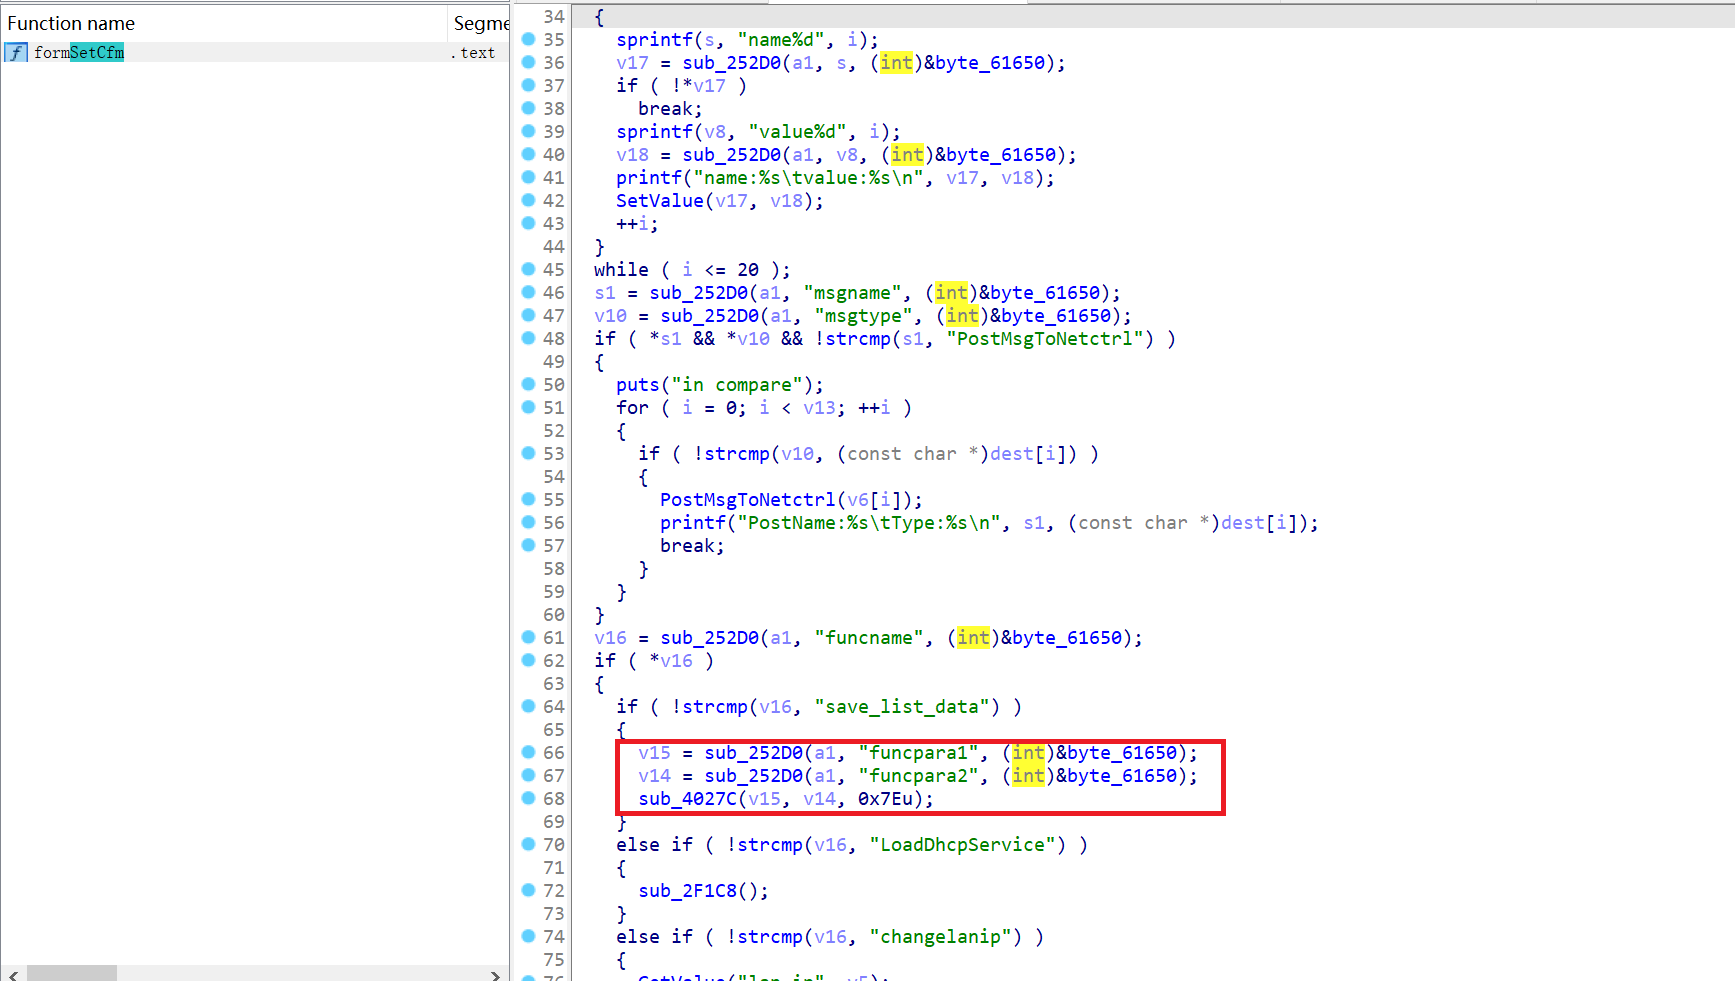 Function name Segme
f formSetCfm .text
34 {
35 sprintf(s, "name%d", i);
36 v17 = sub_252D0(a1, s, (int)&byte_61650);
37 if ( !*v17 )
38 break;
39 sprintf(v8, "value%d", i);
40 v18 = sub_252D0(a1, v8, (int)&byte_61650);
41 printf("name:%s\tvalue:%s\n", v17, v18);
42 SetValue(v17, v18);
43 ++i;
44 }
45 while ( i <= 20 );
46 s1 = sub_252D0(a1, "msgname", (int)&byte_61650);
47 v10 = sub_252D0(a1, "msgtype", (int)&byte_61650);
48 if ( *s1 && *v10 && !strcmp(s1, "PostMsgToNetctrl") )
49 {
50 puts("in compare");
51 for ( i = 0; i < v13; ++i )
52 {
53 if ( !strcmp(v10, (const char *)dest[i]) )
54 {
55 PostMsgToNetctrl(v6[i]);
56 printf("PostName:%s\tType:%s\n", s1, (const char *)dest[i]);
57 break;
58 }
59 }
60 }
61 v16 = sub_252D0(a1, "funcname", (int)&byte_61650);
62 if ( *v16 )
63 {
64 if ( !strcmp(v16, "save_list_data") )
65 {
66 v15 = sub_252D0(a1, "funcpara1", (int)&byte_61650);
67 v14 = sub_252D0(a1, "funcpara2", (int)&byte_61650);
68 sub_4027C(v15, v14, 0x7Eu);
69 }
70 else if ( !strcmp(v16, "LoadDhcpService") )
71 {
72 sub_2F1C8();
73 }
74 else if ( !strcmp(v16, "changelanip") )
75 {
76 GetValue("lan.ip", v5);